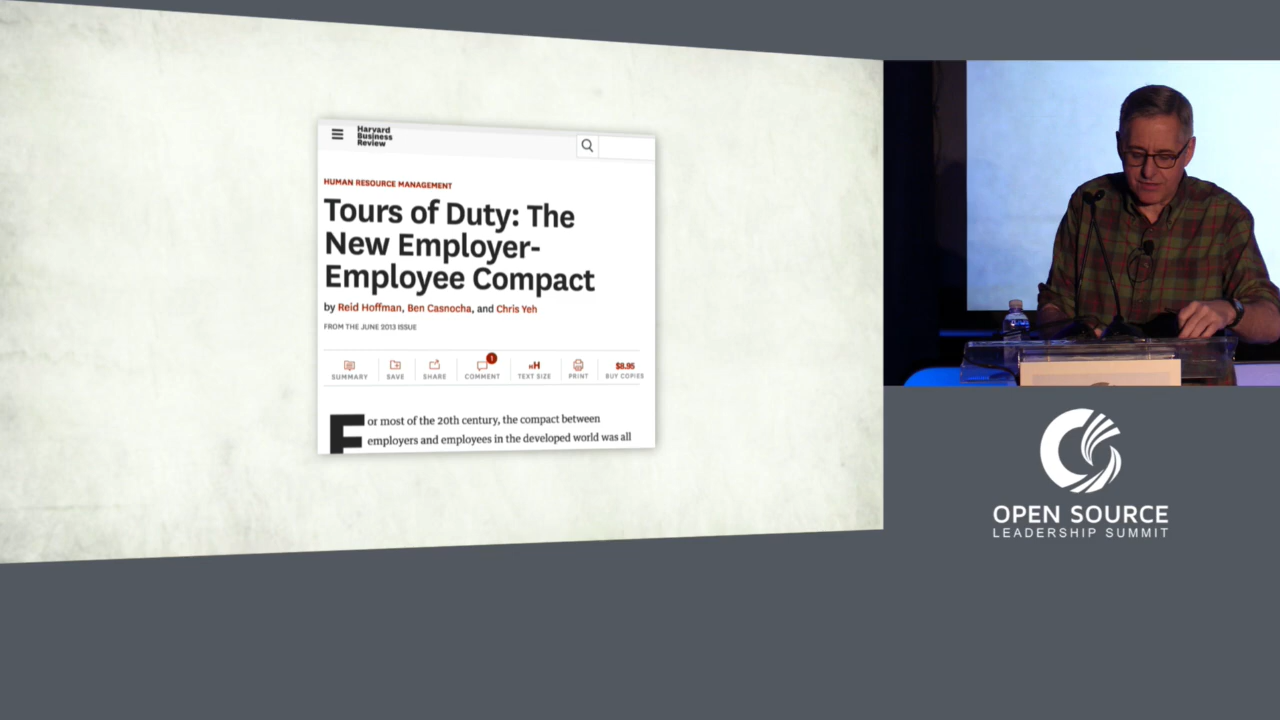 Harvard
Business
Review
HUMAN RESOURCE MANAGEMENT
Tours of Duty: The
New Employer-
Employee Compact
by Reid Hoffman, Ben Casnocha, and Chris Yeh
FROM THE JUNE 2013 ISSUE
1
SUMMARY SAVE SHARE COMMENT TEXT SIZE PRINT $8.95 BUY COPIES
For most of the 20th century, the compact between
employers and employees in the developed world was all
OPEN SOURCE
LEADERSHIP SUMMIT